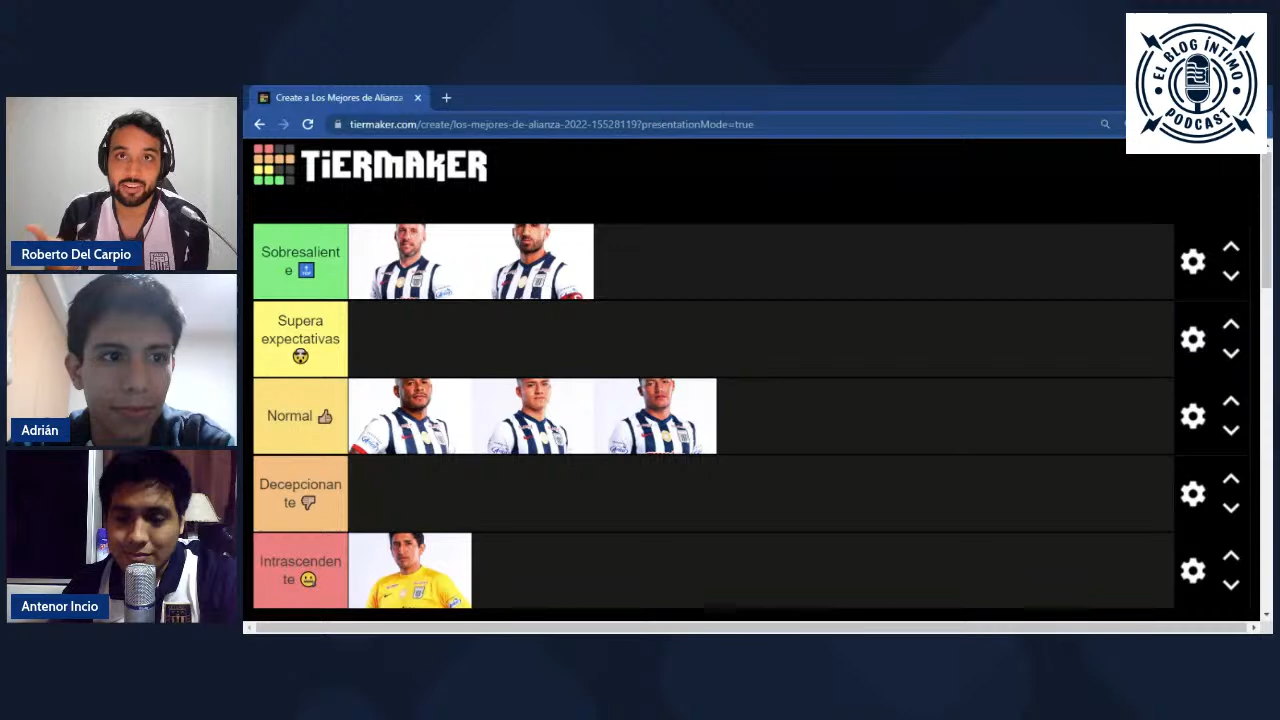 EL BLOG ÍNTIMO
PODCAST
Create a Los Mejores de Alianza
tiermaker.com/create/los-mejores-de-alianza-2022-15528119?presentationMode=true
TIERMAKER
Roberto Del Carpio
Adrián
Antenor Incio
Sobresalient
e
TOP
Supera
expectativas
Normal
Decepcionan
te
Intrascenden
te